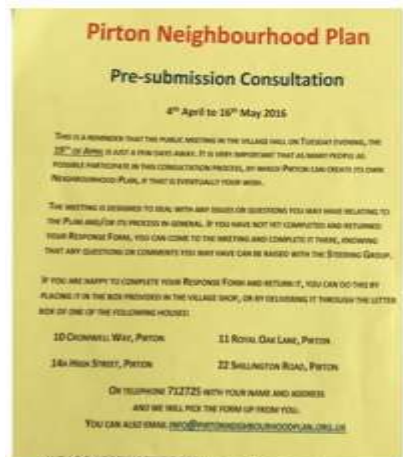 Pirton Neighbourhood Plan
Pre-submission Consultation
4th April to 16th May 2016
THIS IS A REMINDER THAT THE PUBLIC MEETING IN THE VILLAGE HALL ON TUESDAY EVENING, THE
19TH OF APRIL IS JUST A FEW DAYS AWAY. IT IS VERY IMPORTANT THAT AS MANY PEOPLE AS
POSSIBLE PARTICIPATE IN THIS CONSULTATION PROCESS, BY WHICH PIRTON CAN CREATE ITS OWN
NEIGHBOURHOOD PLAN, IF THAT IS EVENTUALLY YOUR WISH.
THE MEETING IS DESIGNED TO DEAL WITH ANY ISSUES OR QUESTIONS YOU MAY HAVE RELATING TO
THE PLAN AND/OR ITS PROCESS IN GENERAL. IF YOU HAVE NOT YET COMPLETED AND RETURNED
YOUR RESPONSE FORM, YOU CAN COME TO THE MEETING AND COMPLETE IT THERE, KNOWING
THAT ANY QUESTIONS OR COMMENTS YOU MAY HAVE CAN BE RAISED WITH THE STEERING GROUP.
IF YOU ARE HAPPY TO COMPLETE YOUR RESPONSE FORM AND RETURN IT, YOU CAN DO THIS BY
PLACING IT IN THE BOX PROVIDED IN THE VILLAGE SHOP, OR BY DELIVERING IT THROUGH THE LETTER
BOX OF ONE OF THE FOLLOWING HOUSES:
10 CROMWELL WAY, PIRTON 11 ROYAL OAK LANE, PIRTON
14A HIGH STREET, PIRTON 22 SHILLINGTON ROAD, PIRTON
OR TELEPHONE 712725 WITH YOUR NAME AND ADDRESS
AND WE WILL PICK THE FORM UP FROM YOU.
YOU CAN ALSO EMAIL INFO@PIRTONNEIGHBOURHOODPLAN.ORG.UK